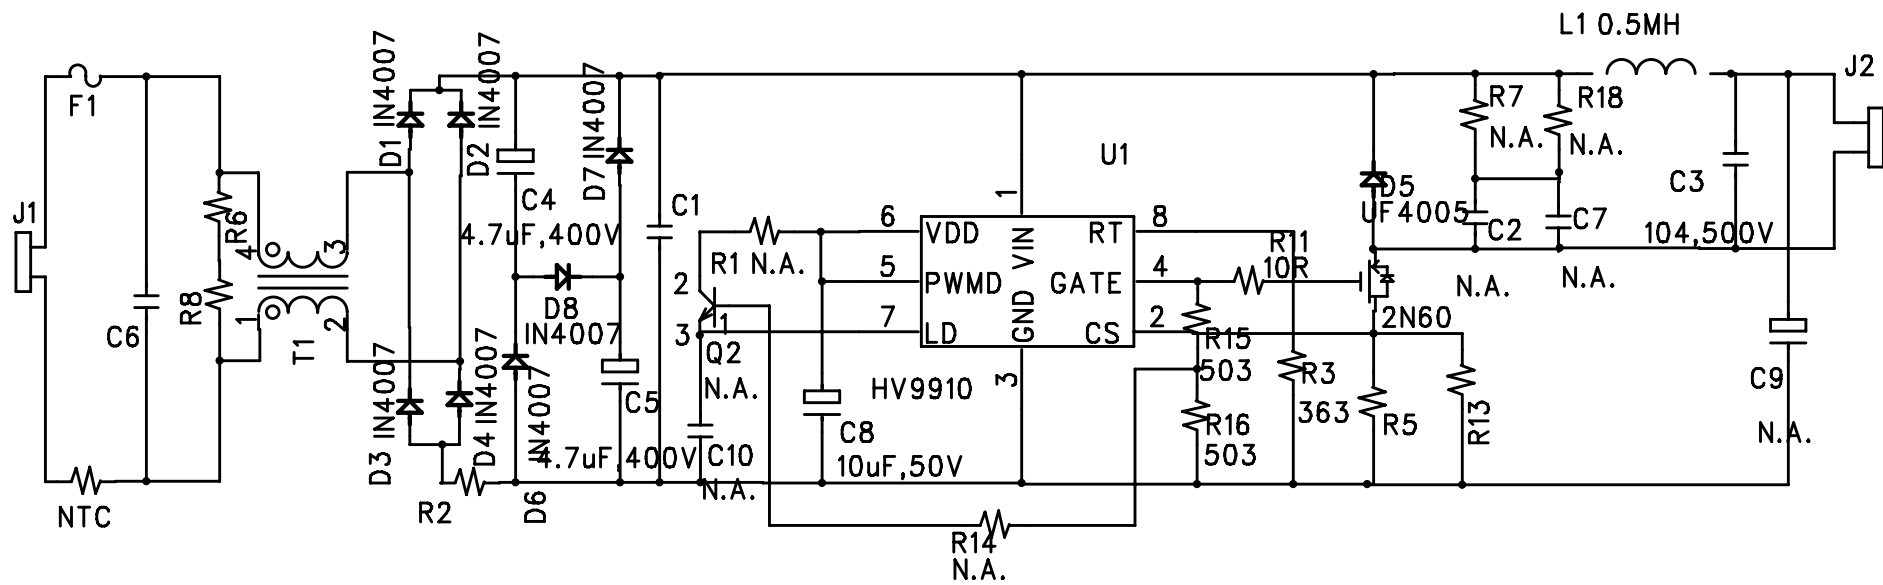 L1 0.5MH
J2
F1
IN4007
D1
IN4007
D2
D7 IN4007
R7
N.A.
R18
N.A.
U1
J1
R6
4
3
C4
4.7uF,400V
C1
1
D5
UF4005
C2
N.A.
C7
N.A.
C3
104,500V
R1 N.A.
6
VDD
VIN
RT
8
R11
10R
5
PWMD
GATE
4
7
LD
GND
CS
2
2
3
1
Q2
N.A.
R8
1
2
T1
C6
D8
IN4007
2N60
R15
503
R3
363
3
HV9910
C5
4.7uF,400V
C9
N.A.
D3 IN4007
D4 IN4007
IN4007
D6
C10
N.A.
C8
10uF,50V
R16
503
R5
R13
NTC
R2
R14
N.A.